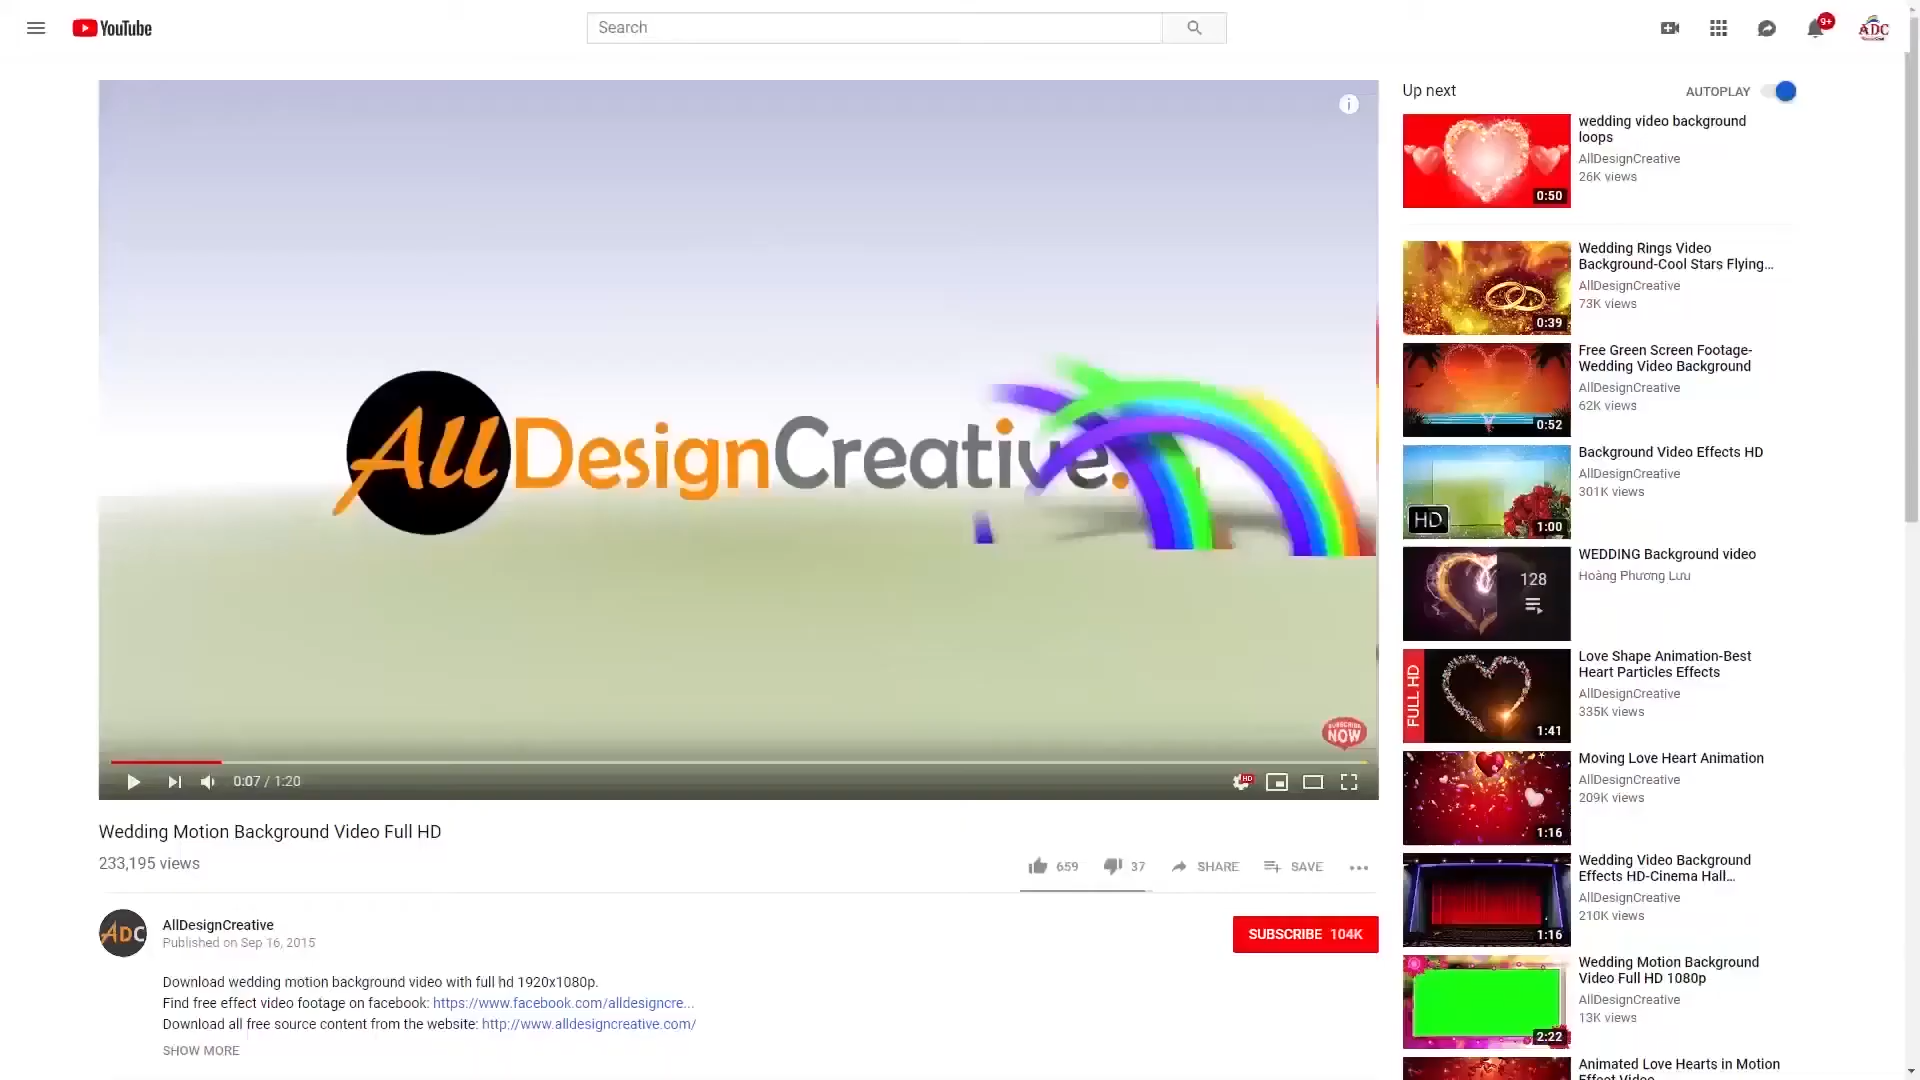 YouTube
Search
9+
ADC
AllDesignCreative.
SUBSCRIBE
NOW
0:07 / 1:20
HD
Wedding Motion Background Video Full HD
233,195 views
659
37
SHARE
SAVE
ADC
AllDesignCreative
Published on Sep 16, 2015
SUBSCRIBE 104K
Download wedding motion background video with full hd 1920x1080p.
Find free effect video footage on facebook: https://www.facebook.com/alldesigncre...
Download all free source content from the website: http://www.alldesigncreative.com/
SHOW MORE
Up next
AUTOPLAY
0:50
wedding video background
loops
AllDesignCreative
26K views
0:39
Wedding Rings Video
Background-Cool Stars Flying...
AllDesignCreative
73K views
0:52
Free Green Screen Footage-
Wedding Video Background
AllDesignCreative
62K views
HD
1:00
Background Video Effects HD
AllDesignCreative
301K views
128
WEDDING Background video
Hoàng Phương Lưu
FULL HD
1:41
Love Shape Animation-Best
Heart Particles Effects
AllDesignCreative
335K views
1:16
Moving Love Heart Animation
AllDesignCreative
209K views
1:16
Wedding Video Background
Effects HD-Cinema Hall...
AllDesignCreative
210K views
2:22
Wedding Motion Background
Video Full HD 1080p
AllDesignCreative
13K views
Animated Love Hearts in Motion
Effect Video